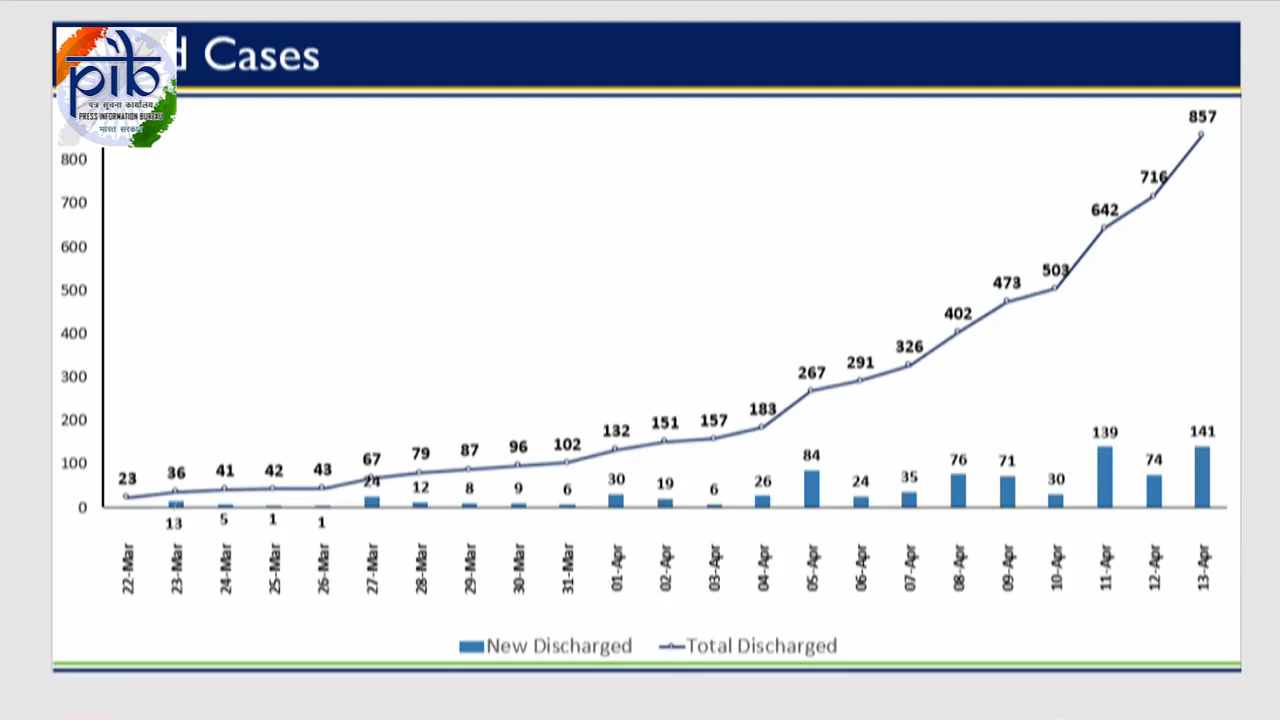 d Cases
pib
पत्र सूचना कार्यालय
PRESS INFORMATION BUREAU
भारत सरकार
857
800
716
700
642
600
503
500
473
402
400
326
300
291
267
200
183
157
151
132
102
96
87
79
67
43
42
41
36
23
100
139
141
84
76
71
74
35
30
30
26
24
24
19
12
8
9
6
6
0
13
5
1
1
22-Mar
23-Mar
24-Mar
25-Mar
26-Mar
27-Mar
28-Mar
29-Mar
30-Mar
31-Mar
01-Apr
02-Apr
03-Apr
04-Apr
05-Apr
06-Apr
07-Apr
08-Apr
09-Apr
10-Apr
11-Apr
12-Apr
13-Apr
New Discharged
Total Discharged